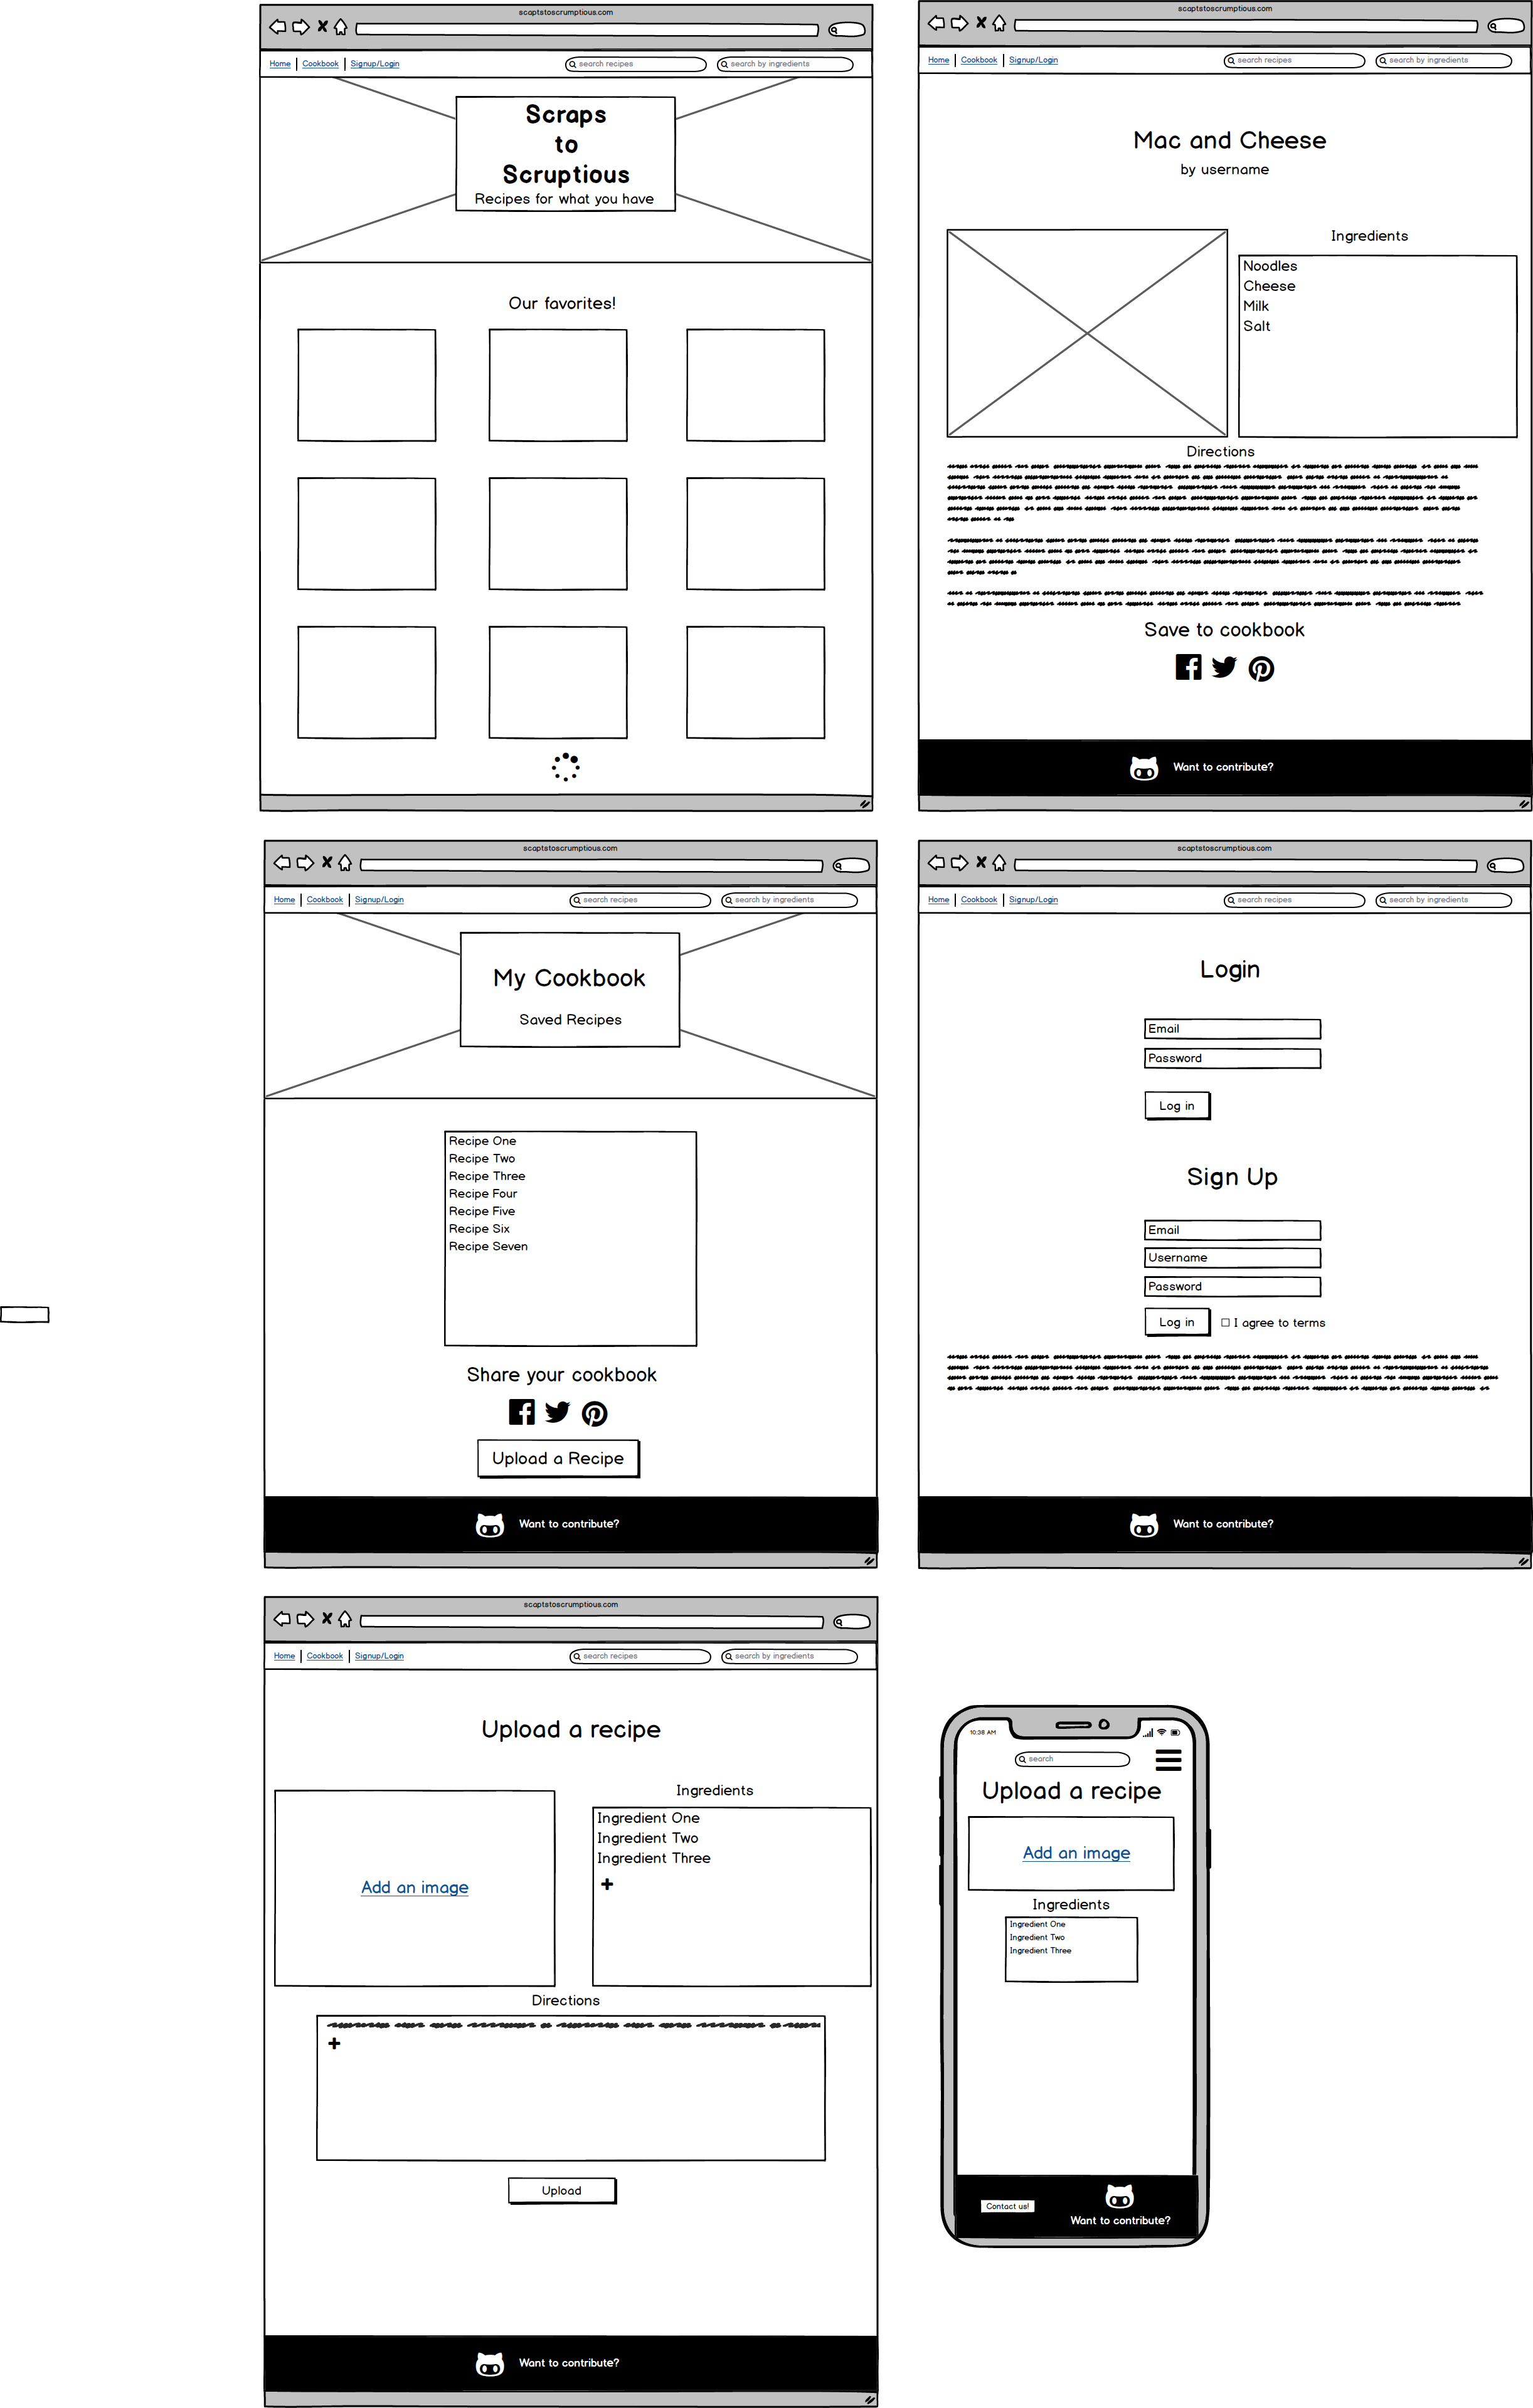 scaptstoscrumptious.com
Home Cookbook Signup/Login search recipes search by ingredients
Scraps
to
Scruptious
Recipes for what you have
Our favorites!
scaptstoscrumptious.com
Home Cookbook Signup/Login search recipes search by ingredients
Mac and Cheese
by username
Ingredients
Noodles
Cheese
Milk
Salt
Directions
Save to cookbook
Want to contribute?
scaptstoscrumptious.com
Home Cookbook Signup/Login search recipes search by ingredients
My Cookbook
Saved Recipes
Recipe One
Recipe Two
Recipe Three
Recipe Four
Recipe Five
Recipe Six
Recipe Seven
Share your cookbook
Upload a Recipe
Want to contribute?
scaptstoscrumptious.com
Home Cookbook Signup/Login search recipes search by ingredients
Login
Email
Password
Log in
Sign Up
Email
Username
Password
Log in I agree to terms
Want to contribute?
scaptstoscrumptious.com
Home Cookbook Signup/Login search recipes search by ingredients
Upload a recipe
Add an image
Ingredients
Ingredient One
Ingredient Two
Ingredient Three
Directions
Upload
Want to contribute?
10:38 AM
search
Upload a recipe
Add an image
Ingredients
Ingredient One
Ingredient Two
Ingredient Three
Contact us!
Want to contribute?